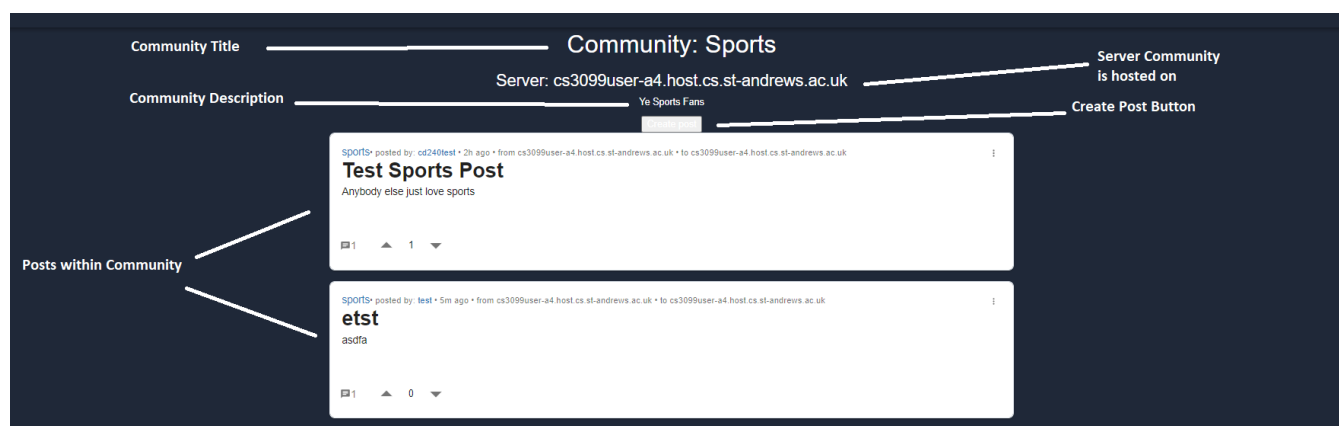 Community Title
Community: Sports
Server Community
is hosted on
Server: cs3099user-a4.host.cs.st-andrews.ac.uk
Community Description
Ye Sports Fans
Create Post Button
Create post
sports• posted by: cd240test • 2h ago • from cs3099user-a4.host.cs.st-andrews.ac.uk • to cs3099user-a4.host.cs.st-andrews.ac.uk
Test Sports Post
Anybody else just love sports
1 1
Posts within Community
sports• posted by: test • 5m ago • from cs3099user-a4.host.cs.st-andrews.ac.uk • to cs3099user-a4.host.cs.st-andrews.ac.uk
etst
asdfa
1 0